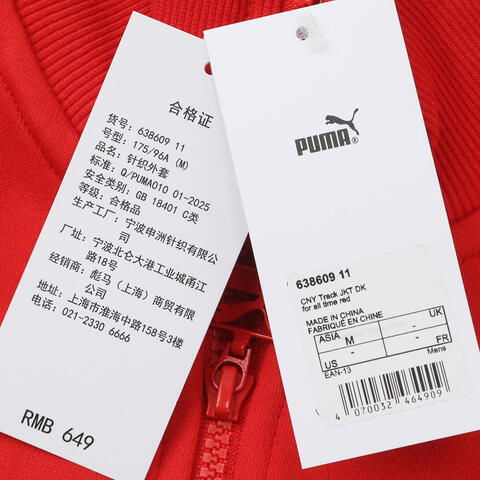 合格证
货号: 638609 11
号型: 175/96A (M)
品名: 针织外套
标准: Q/PUMA010 01-2025
安全类别: GB 18401 C类
等级: 合格品
生产工厂: 宁波申洲针织有限公
司
厂址: 宁波北仑大港工业城甬江
路18号
经销商: 彪马（上海）商贸有限
公司
地址: 上海市淮海中路158号3楼
电话: 021-2330 6666
RMB 649
PUMA
638609 11
CNY Track JKT DK
for all time red
MADE IN CHINA
FABRIQUÉ EN CHINE
ASIA M - UK
US - - FR
EAN-13 Mens
4 070032 464909